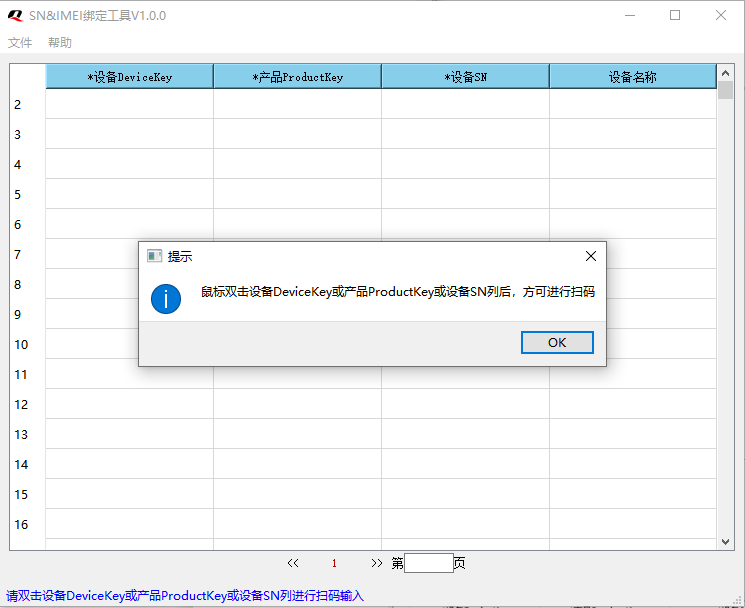 SN&IMEI绑定工具V1.0.0
文件 帮助
*设备DeviceKey *产品ProductKey *设备SN 设备名称
2
3
4
5
6
7
8
9
10
11
12
13
14
15
16
提示
鼠标双击设备DeviceKey或产品ProductKey或设备SN列后，方可进行扫码
OK
<< 1 >> 第 页
请双击设备DeviceKey或产品ProductKey或设备SN列进行扫码输入